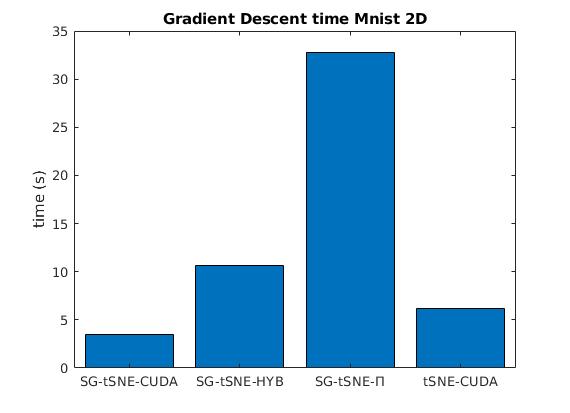 Gradient Descent time Mnist 2D
time (s)
35
30
25
20
15
10
5
0
SG-tSNE-CUDA SG-tSNE-HYB SG-tSNE-Π tSNE-CUDA